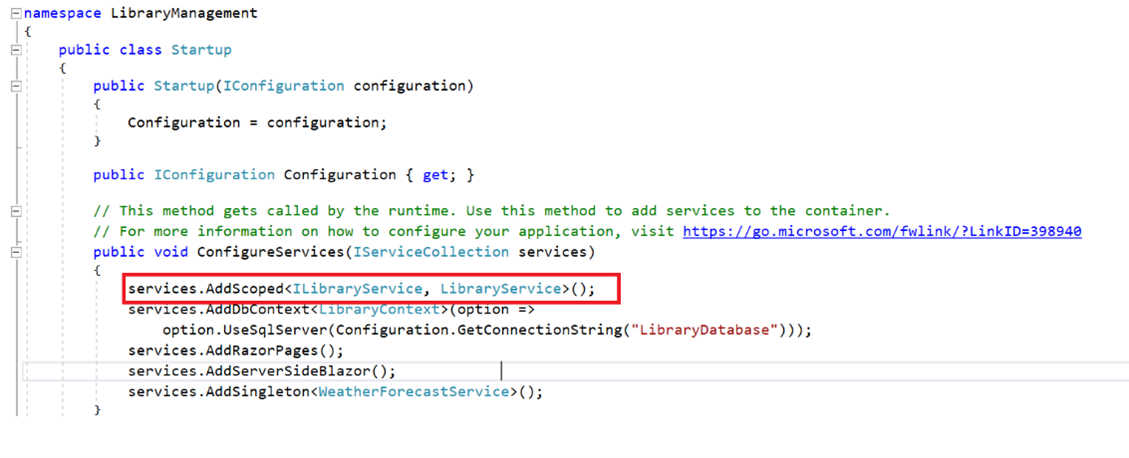 namespace LibraryManagement
{
public class Startup
{
public Startup(IConfiguration configuration)
{
Configuration = configuration;
}
public IConfiguration Configuration { get; }
// This method gets called by the runtime. Use this method to add services to the container.
// For more information on how to configure your application, visit https://go.microsoft.com/fwlink/?LinkID=398940
public void ConfigureServices(IServiceCollection services)
{
services.AddScoped<ILibraryService, LibraryService>();
services.AddDbContext<LibraryContext>(option =>
option.UseSqlServer(Configuration.GetConnectionString("LibraryDatabase")));
services.AddRazorPages();
services.AddServerSideBlazor();
services.AddSingleton<WeatherForecastService>();
}